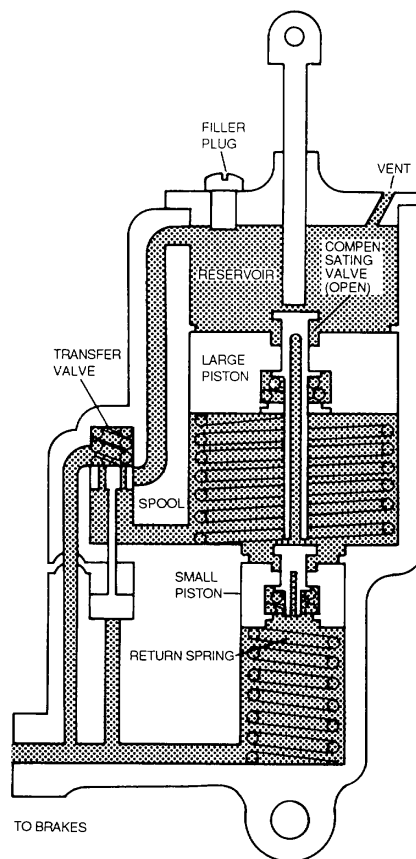 FILLER
PLUG
VENT
RESERVOIR
COMPEN
SATING
VALVE
(OPEN)
TRANSFER
VALVE
LARGE
PISTON
SPOOL
SMALL
PISTON
RETURN SPRING
TO BRAKES